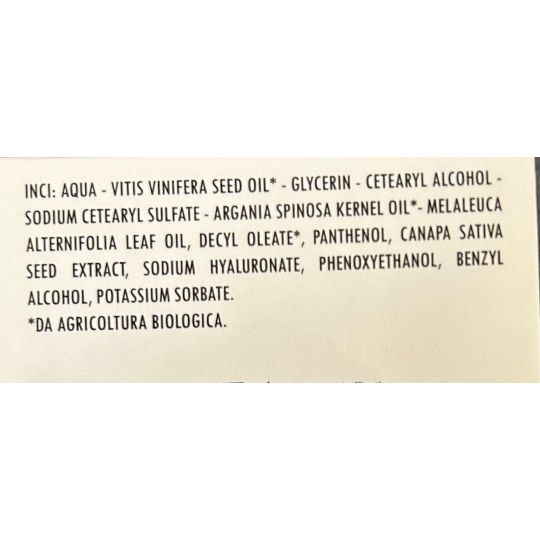 INCI: AQUA - VITIS VINIFERA SEED OIL* - GLYCERIN - CETEARYL ALCOHOL -
SODIUM CETEARYL SULFATE - ARGANIA SPINOSA KERNEL OIL*- MELALEUCA
ALTERNIFOLIA LEAF OIL, DECYL OLEATE*, PANTHENOL, CANAPA SATIVA
SEED EXTRACT, SODIUM HYALURONATE, PHENOXYETHANOL, BENZYL
ALCOHOL, POTASSIUM SORBATE.
*DA AGRICOLTURA BIOLOGICA.